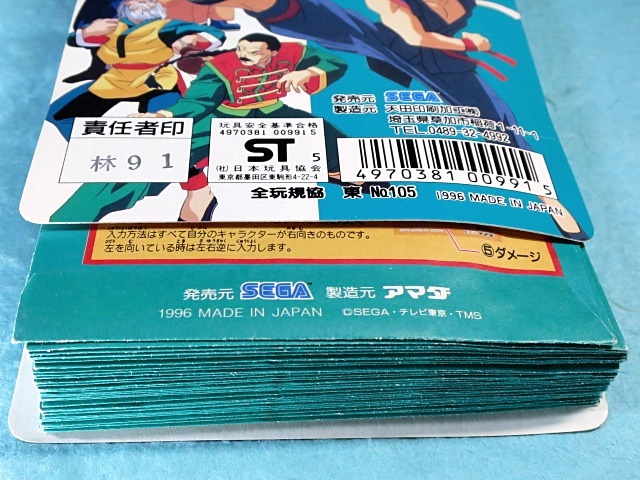 発売元 SEGA
製造元 天田印刷加工(株)
埼玉県草加市稲荷1-11-1
TEL.0489-32-4992
責任者印
林91
玩具安全基準合格
4970381 009915
ST 5
(社)日本玩具協会
東京都墨田区東駒形4-22-4
4970381 009915
全玩規協 東 No.105
1996 MADE IN JAPAN
入力方法はすべて自分のキャラクターが右向きのものです。
左を向いている時は左右逆に入力します。
⑤ダメージ
発売元 SEGA 製造元 アマダ
1996 MADE IN JAPAN ©SEGA・テレビ東京・TMS